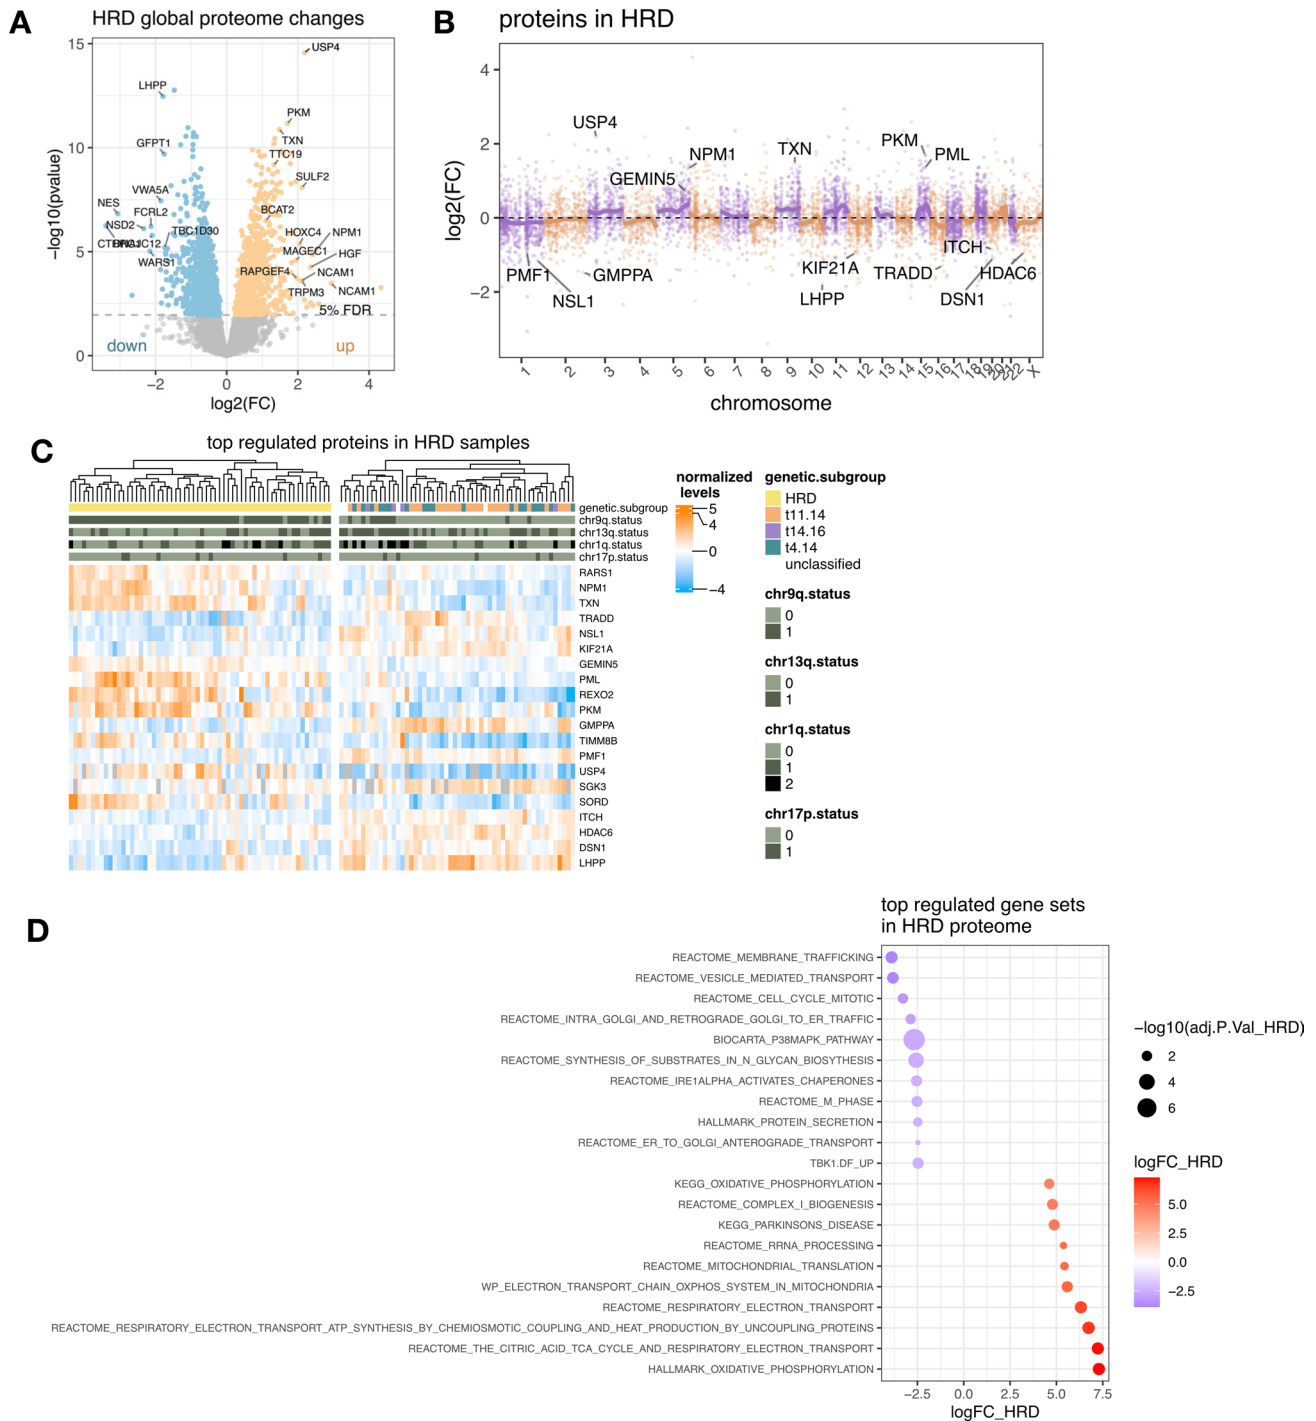 A
HRD global proteome changes
−log10(pvalue)
15
10
5
0
USP4
LHPP
PKM
GFPT1
TXN
TTC19
SULF2
VWA5A
NES
FCRL2
BCAT2
NSD2
TBC1D30
HOXC4
NPM1
MAGEC1
HGF
WARS1
RAPGEF4
NCAM1
TRPM3
NCAM1
5% FDR
down
up
−2
0
2
4
log2(FC)
B
proteins in HRD
log2(FC)
4
2
0
−2
USP4
NPM1
GEMIN5
TXN
PKM
PML
PMF1
NSL1
GMPPA
KIF21A
LHPP
TRADD
ITCH
DSN1
HDAC6
1
2
3
4
5
6
7
8
9
10
11
12
13
14
15
16
17
18
19
20
21
22
X
chromosome
C
top regulated proteins in HRD samples
genetic.subgroup
chr9q.status
chr13q.status
chr1q.status
chr17p.status
RARS1
NPM1
TXN
TRADD
NSL1
KIF21A
GEMIN5
PML
REXO2
PKM
GMPPA
TIMM8B
PMF1
USP4
SGK3
SORD
ITCH
HDAC6
DSN1
LHPP
normalized
levels
5
4
0
−4
genetic.subgroup
HRD
t11.14
t14.16
t4.14
unclassified
chr9q.status
0
1
chr13q.status
0
1
chr1q.status
0
1
2
chr17p.status
0
1
D
top regulated gene sets
in HRD proteome
REACTOME_MEMBRANE_TRAFFICKING
REACTOME_VESICLE_MEDIATED_TRANSPORT
REACTOME_CELL_CYCLE_MITOTIC
REACTOME_INTRA_GOLGI_AND_RETROGRADE_GOLGI_TO_ER_TRAFFIC
BIOCARTA_P38MAPK_PATHWAY
REACTOME_SYNTHESIS_OF_SUBSTRATES_IN_N_GLYCAN_BIOSYTHESIS
REACTOME_IRE1ALPHA_ACTIVATES_CHAPERONES
REACTOME_M_PHASE
HALLMARK_PROTEIN_SECRETION
REACTOME_ER_TO_GOLGI_ANTEROGRADE_TRANSPORT
TBK1.DF_UP
KEGG_OXIDATIVE_PHOSPHORYLATION
REACTOME_COMPLEX_I_BIOGENESIS
KEGG_PARKINSONS_DISEASE
REACTOME_RRNA_PROCESSING
REACTOME_MITOCHONDRIAL_TRANSLATION
WP_ELECTRON_TRANSPORT_CHAIN_OXPHOS_SYSTEM_IN_MITOCHONDRIA
REACTOME_RESPIRATORY_ELECTRON_TRANSPORT
REACTOME_RESPIRATORY_ELECTRON_TRANSPORT_ATP_SYNTHESIS_BY_CHEMIOSMOTIC_COUPLING_AND_HEAT_PRODUCTION_BY_UNCOUPLING_PROTEINS
REACTOME_THE_CITRIC_ACID_TCA_CYCLE_AND_RESPIRATORY_ELECTRON_TRANSPORT
HALLMARK_OXIDATIVE_PHOSPHORYLATION
−2.5
0.0
2.5
5.0
7.5
logFC_HRD
−log10(adj.P.Val_HRD)
2
4
6
logFC_HRD
5.0
2.5
0.0
−2.5